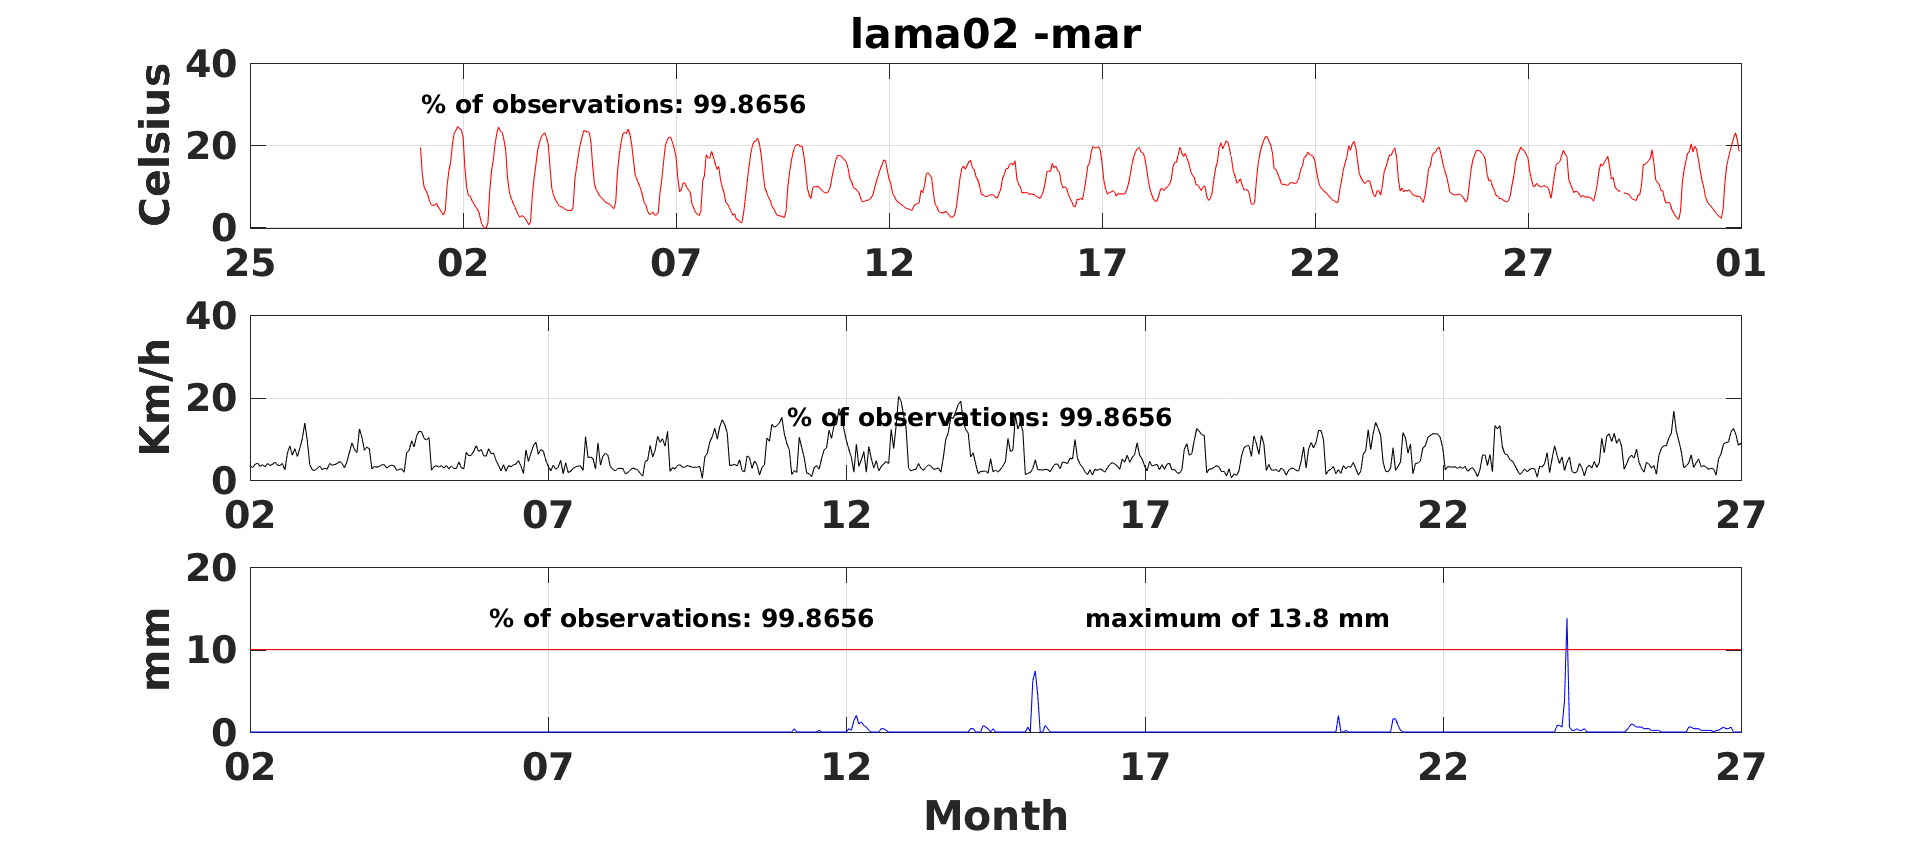 lama02 -mar
40
20
0
Celsius
% of observations: 99.8656
25 02 07 12 17 22 27 01
40
20
0
Km/h
% of observations: 99.8656
02 07 12 17 22 27
20
10
0
mm
% of observations: 99.8656 maximum of 13.8 mm
02 07 12 17 22 27
Month